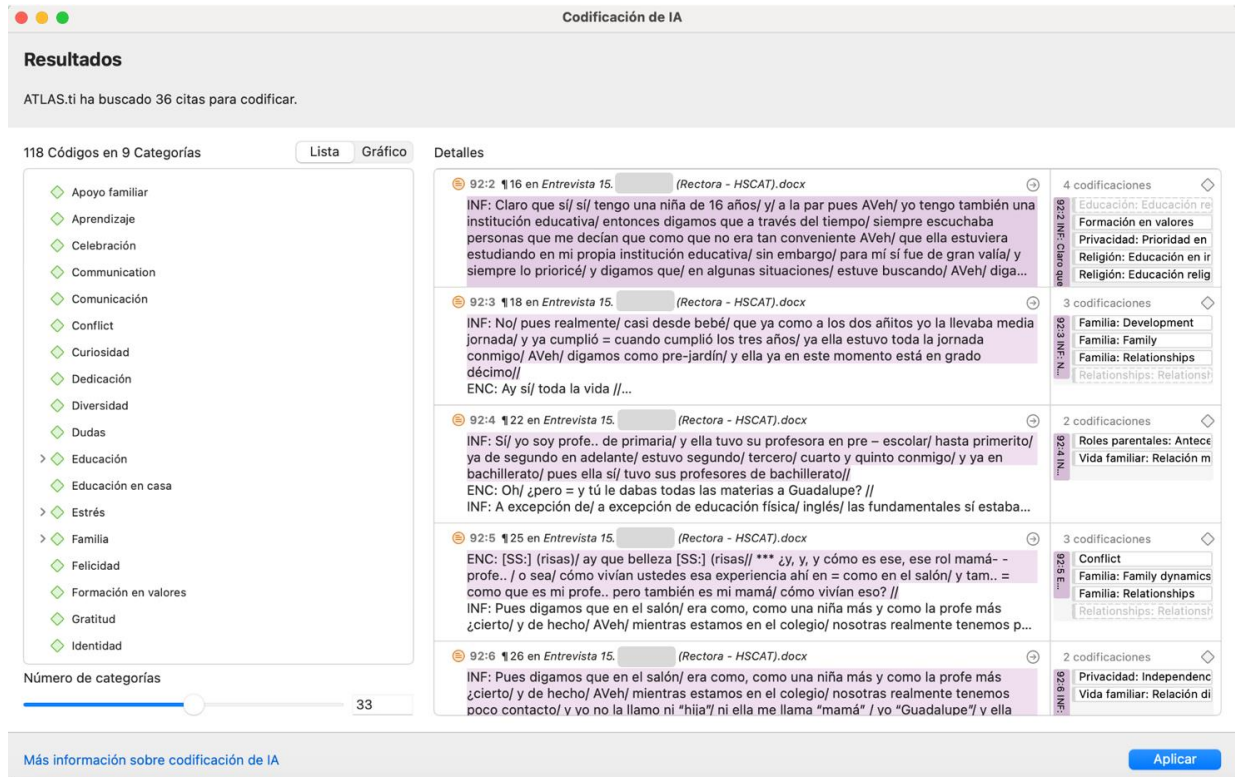 Codificación de IA
Resultados
ATLAS.ti ha buscado 36 citas para codificar.
118 Códigos en 9 Categorías
Lista
Gráfico
Apoyo familiar
Aprendizaje
Celebración
Communication
Comunicación
Conflict
Curiosidad
Dedicación
Diversidad
Dudas
Educación
Educación en casa
Estrés
Familia
Felicidad
Formación en valores
Gratitud
Identidad
Número de categorías
33
Detalles
92:2 ¶16 en Entrevista 15. (Rectora - HSCAT).docx
INF: Claro que sí/ sí/ tengo una niña de 16 años/ y/ a la par pues AVeh/ yo tengo también una
institución educativa/ entonces digamos que a través del tiempo/ siempre escuchaba
personas que me decían que como que no era tan conveniente AVeh/ que ella estuviera
estudiando en mi propia institución educativa/ sin embargo/ para mí sí fue de gran valía/ y
siempre lo prioricé/ y digamos que/ en algunas situaciones/ estuve buscando/ AVeh/ diga...
4 codificaciones
92:2 INF: Claro que
Educación: Educación re
Formación en valores
Privacidad: Prioridad en
Religión: Educación en ir
Religión: Educación relig
92:3 ¶18 en Entrevista 15. (Rectora - HSCAT).docx
INF: No/ pues realmente/ casi desde bebé/ que ya como a los dos añitos yo la llevaba media
jornada/ y ya cumplió = cuando cumplió los tres años/ ya ella estuvo toda la jornada
conmigo/ AVeh/ digamos como pre-jardín/ y ella ya en este momento está en grado
décimo//
ENC: Ay sí/ toda la vida //...
3 codificaciones
92:3 INF: N...
Familia: Development
Familia: Family
Familia: Relationships
Relationships: Relationsh
92:4 ¶22 en Entrevista 15. (Rectora - HSCAT).docx
INF: Sí/ yo soy profe.. de primaria/ y ella tuvo su profesora en pre – escolar/ hasta primerito/
ya de segundo en adelante/ estuvo segundo/ tercero/ cuarto y quinto conmigo/ y ya en
bachillerato/ pues ella sí/ tuvo sus profesores de bachillerato//
ENC: Oh/ ¿pero = y tú le dabas todas las materias a Guadalupe? //
INF: A excepción de/ a excepción de educación física/ inglés/ las fundamentales sí estaba...
2 codificaciones
92:4 IN...
Roles parentales: Antece
Vida familiar: Relación m
92:5 ¶25 en Entrevista 15. (Rectora - HSCAT).docx
ENC: [SS:] (risas)/ ay que belleza [SS:] (risas// *** ¿y, y, y cómo es ese, ese rol mamá- -
profe.. / o sea/ cómo vivían ustedes esa experiencia ahí en = como en el salón/ y tam.. =
como que es mi profe.. pero también es mi mamá/ cómo vivían eso? //
INF: Pues digamos que en el salón/ era como, como una niña más y como la profe más
¿cierto/ y de hecho/ AVeh/ mientras estamos en el colegio/ nosotras realmente tenemos p...
3 codificaciones
92:5 E...
Conflict
Familia: Family dynamics
Familia: Relationships
Relationships: Relationsh
92:6 ¶26 en Entrevista 15. (Rectora - HSCAT).docx
INF: Pues digamos que en el salón/ era como, como una niña más y como la profe más
¿cierto/ y de hecho/ AVeh/ mientras estamos en el colegio/ nosotras realmente tenemos
poco contacto/ y yo no la llamo ni “hija”/ ni ella me llama “mamá” / yo “Guadalupe”/ y ella
2 codificaciones
92:6 INF:
Privacidad: Independenc
Vida familiar: Relación di
Más información sobre codificación de IA
Aplicar